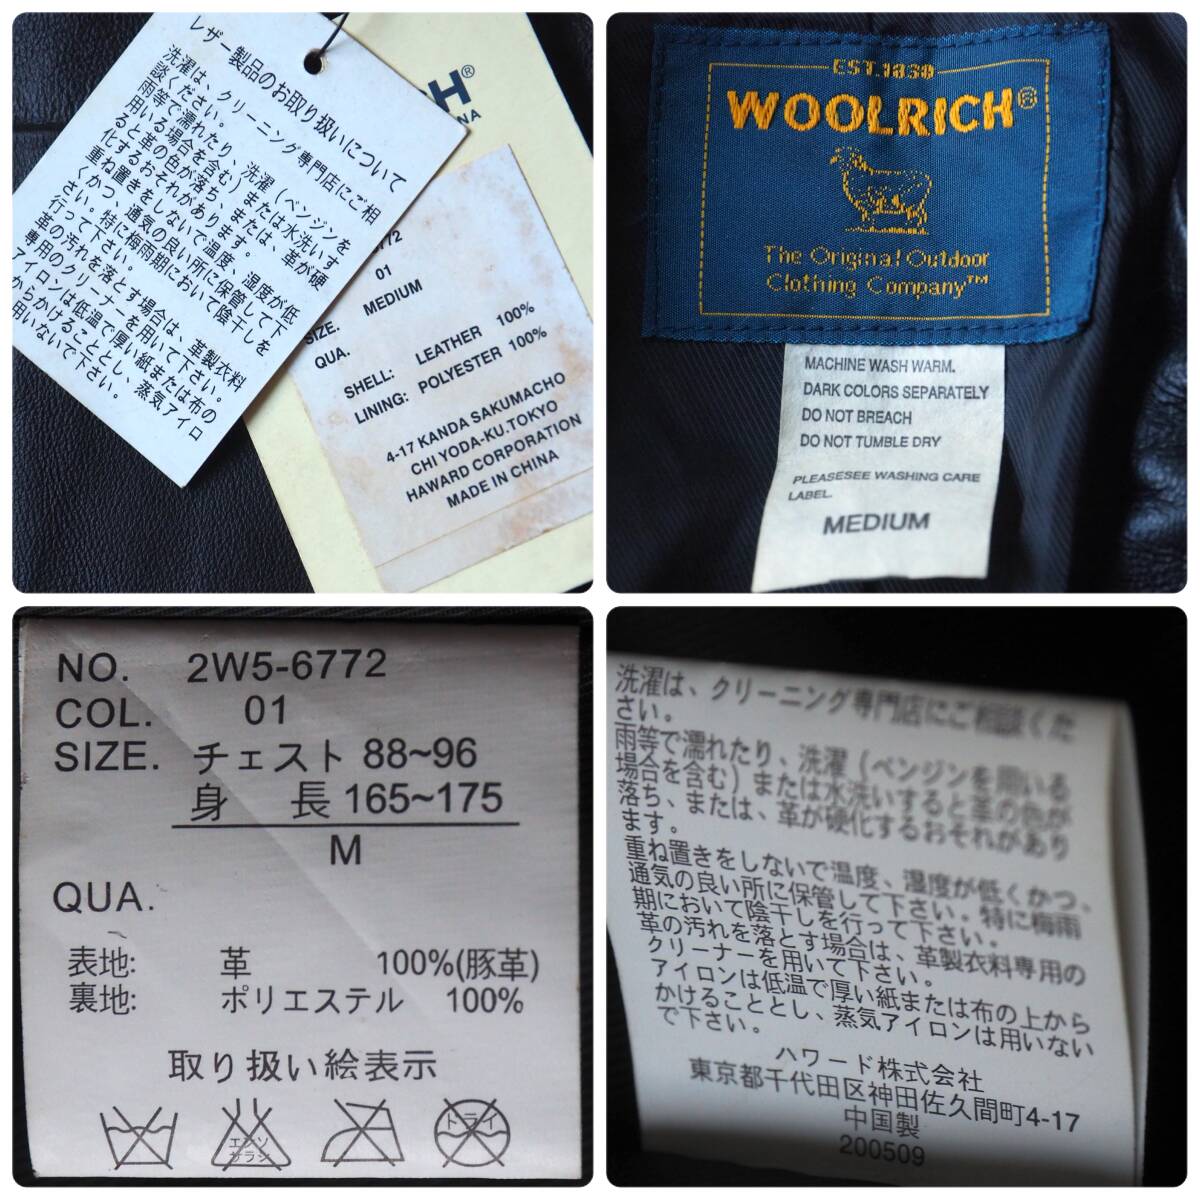 レザー製品のお取り扱いについて
洗濯は、クリーニング専門店にご相
談ください。
雨等で濡れたり、洗濯（ベンジンを
用いる場合を含む）または水洗いす
ると革の色が落ち、または、革が硬
化するおそれがあります。
重ね置きをしないで温度、湿度が低
くかつ、通気の良い所に保管して下
さい。特に梅雨期において陰干しを
行って下さい。
革の汚れを落とす場合は、革製衣料
専用のクリーナーを用いて下さい。
アイロンは低温で厚い紙または布の上
からかけることとし、蒸気アイロ
用いないで下さい。
H®
01
SIZE. MEDIUM
QUA.
SHELL: LEATHER 100%
LINING: POLYESTER 100%
4-17 KANDA SAKUMACHO
CHI YODA-KU.TOKYO
HAWARD CORPORATION
MADE IN CHINA
EST.1830
WOOLRICH®
The Original Outdoor
Clothing Company™
MACHINE WASH WARM.
DARK COLORS SEPARATELY
DO NOT BREACH
DO NOT TUMBLE DRY
PLEASESEE WASHING CARE
LABEL.
MEDIUM
NO. 2W5-6772
COL. 01
SIZE. チェスト 88~96
身 長 165~175
M
QUA.
表地: 革 100%(豚革)
裏地: ポリエステル 100%
取り扱い絵表示
エンソ
サラシ
ドライ
洗濯は、クリーニング専門店にご相談くだ
さい。
雨等で濡れたり、洗濯（ベンジンを用いる
場合を含む）または水洗いすると革の色が
落ち、または、革が硬化するおそれがあり
ます。
重ね置きをしないで温度、湿度が低くかつ、
通気の良い所に保管して下さい。特に梅雨
期において陰干しを行って下さい。
革の汚れを落とす場合は、革製衣料専用の
クリーナーを用いて下さい。
アイロンは低温で厚い紙または布の上から
かけることとし、蒸気アイロンは用いない
で下さい。
ハワード株式会社
東京都千代田区神田佐久間町4-17
中国製
200509